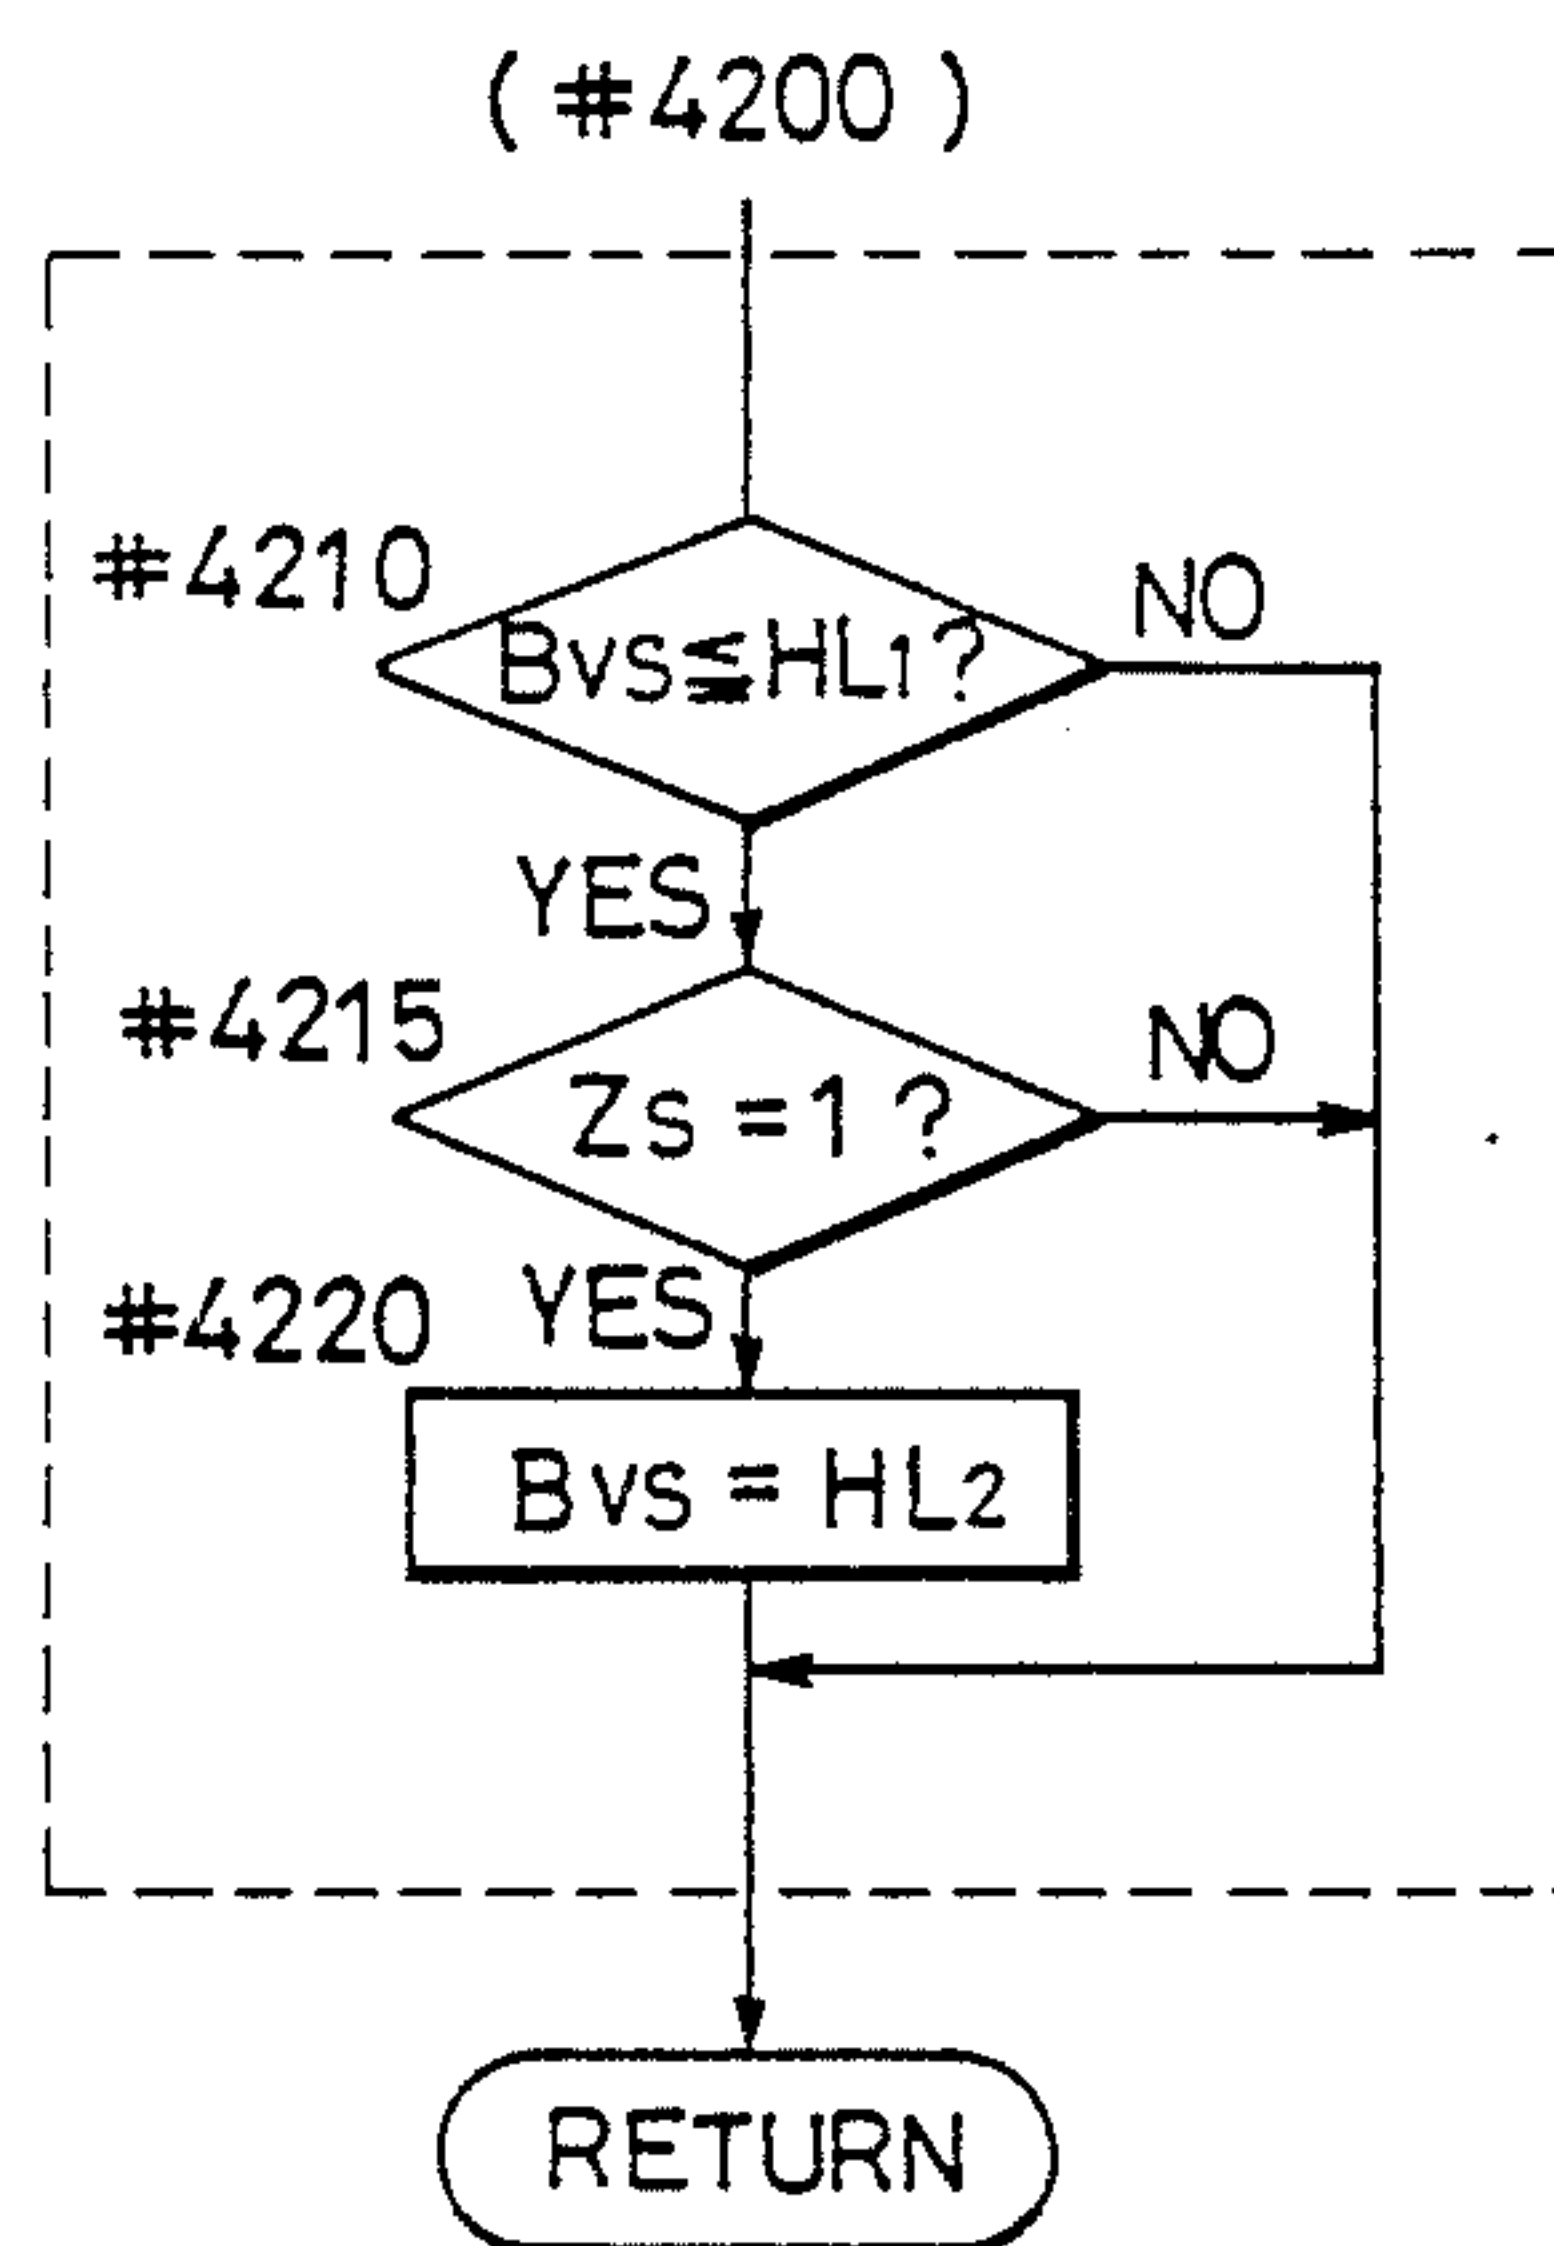 ( #4200 )
#4210
Bvs≦HL1?
NO
YES
#4215
Zs=1?
NO
#4220
YES
Bvs = HL2
RETURN